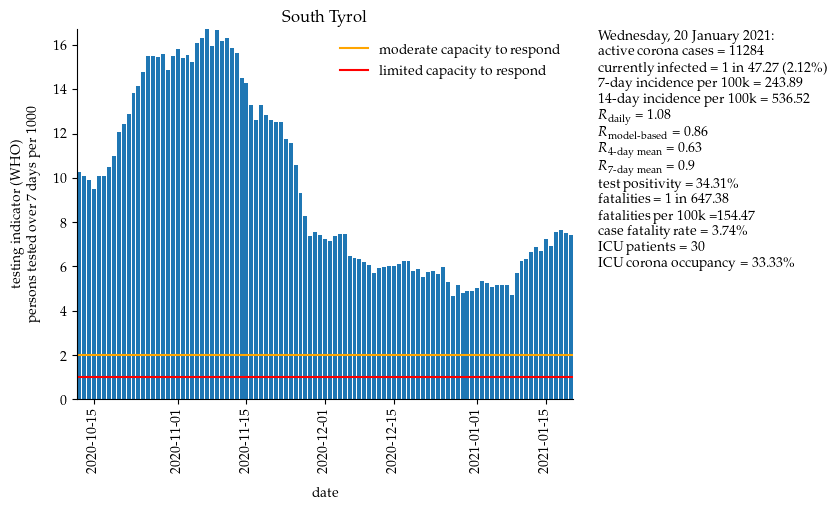 South Tyrol
moderate capacity to respond
limited capacity to respond
testing indicator (WHO)
persons tested over 7 days per 1000
16
14
12
10
8
6
4
2
0
2020-10-15
2020-11-01
2020-11-15
2020-12-01
2020-12-15
2021-01-01
2021-01-15
date
Wednesday, 20 January 2021:
active corona cases = 11284
currently infected = 1 in 47.27 (2.12%)
7-day incidence per 100k = 243.89
14-day incidence per 100k = 536.52
R daily = 1.08
R model-based = 0.86
R 4-day mean = 0.63
R 7-day mean = 0.9
test positivity = 34.31%
fatalities = 1 in 647.38
fatalities per 100k =154.47
case fatality rate = 3.74%
ICU patients = 30
ICU corona occupancy = 33.33%